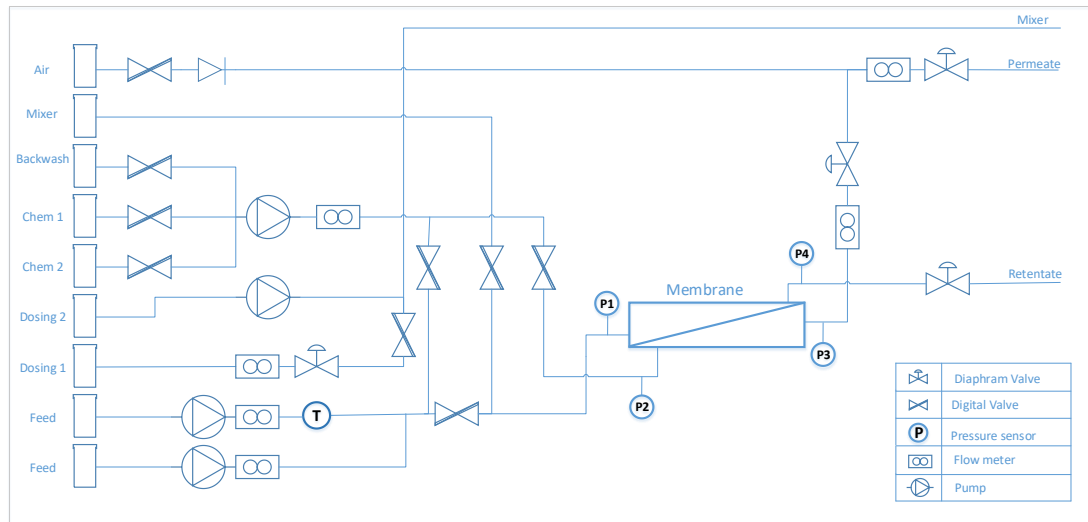 Mixer
Air
Permeate
Mixer
Backwash
Chem 1
Chem 2
P4
Retentate
Membrane
P1
Dosing 2
P3
Dosing 1
P2
Feed
T
Feed
Diaphram Valve
Digital Valve
P
Pressure sensor
Flow meter
Pump